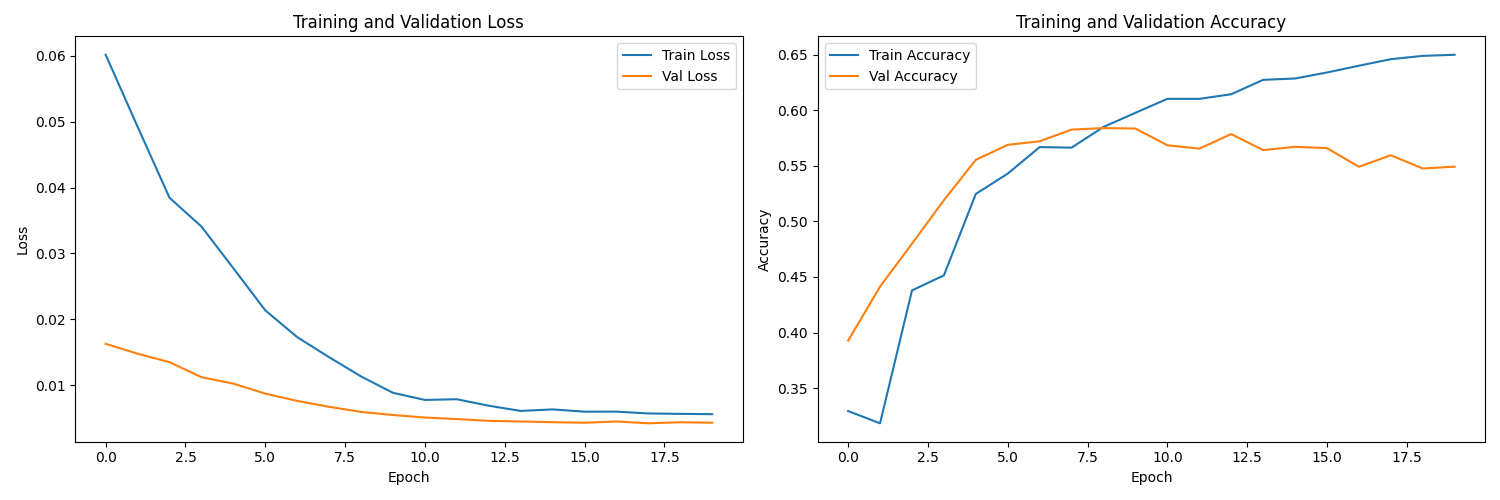 Training and Validation Loss
0.06
0.05
0.04
0.03
0.02
0.01
Loss
Train Loss
Val Loss
0.0 2.5 5.0 7.5 10.0 12.5 15.0 17.5
Epoch
Training and Validation Accuracy
0.65
0.60
0.55
0.50
0.45
0.40
0.35
Accuracy
Train Accuracy
Val Accuracy
0.0 2.5 5.0 7.5 10.0 12.5 15.0 17.5
Epoch